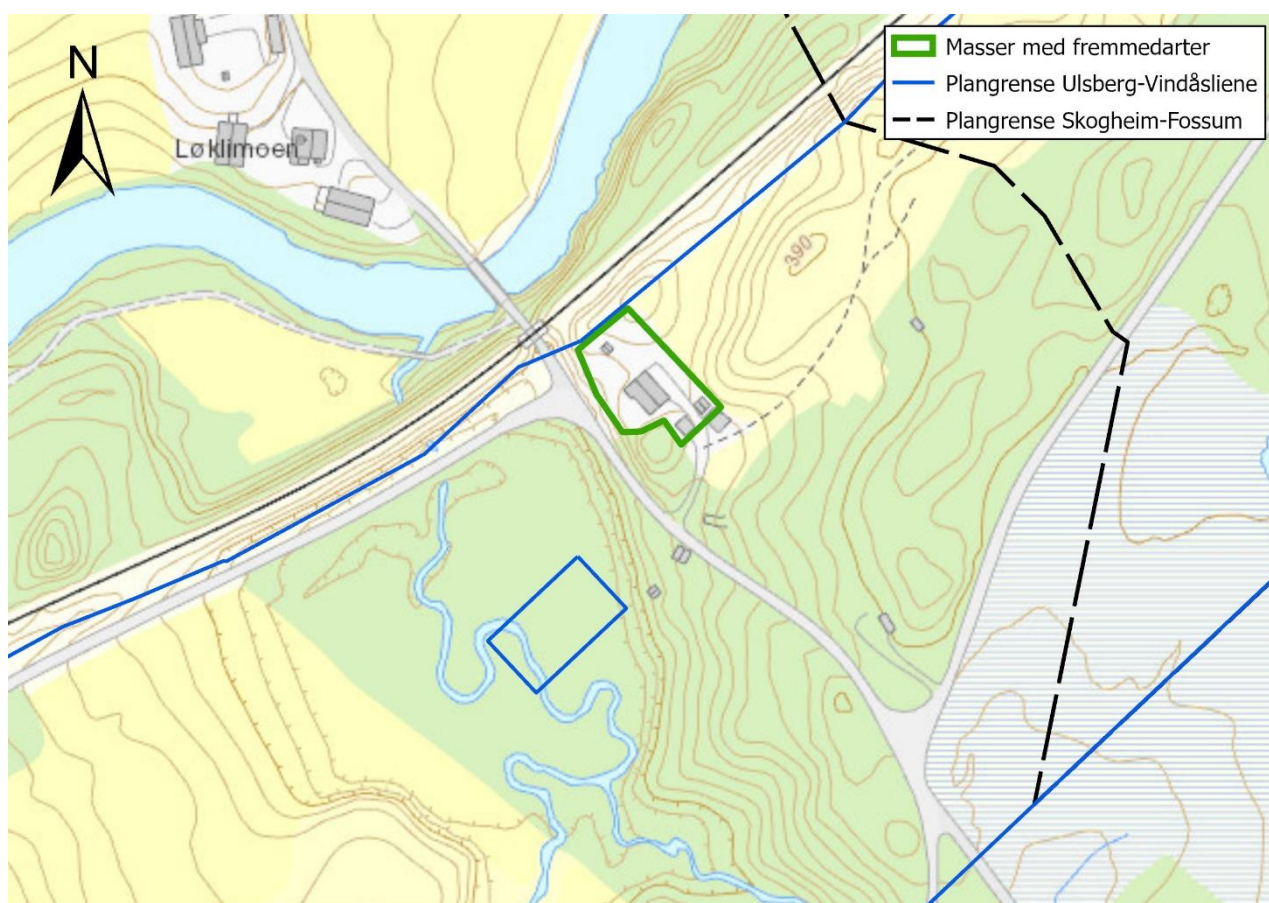 N
Masser med fremmedarter
Plangrense Ulsberg-Vindåsliene
Plangrense Skogheim-Fossum
Løklimoen
390